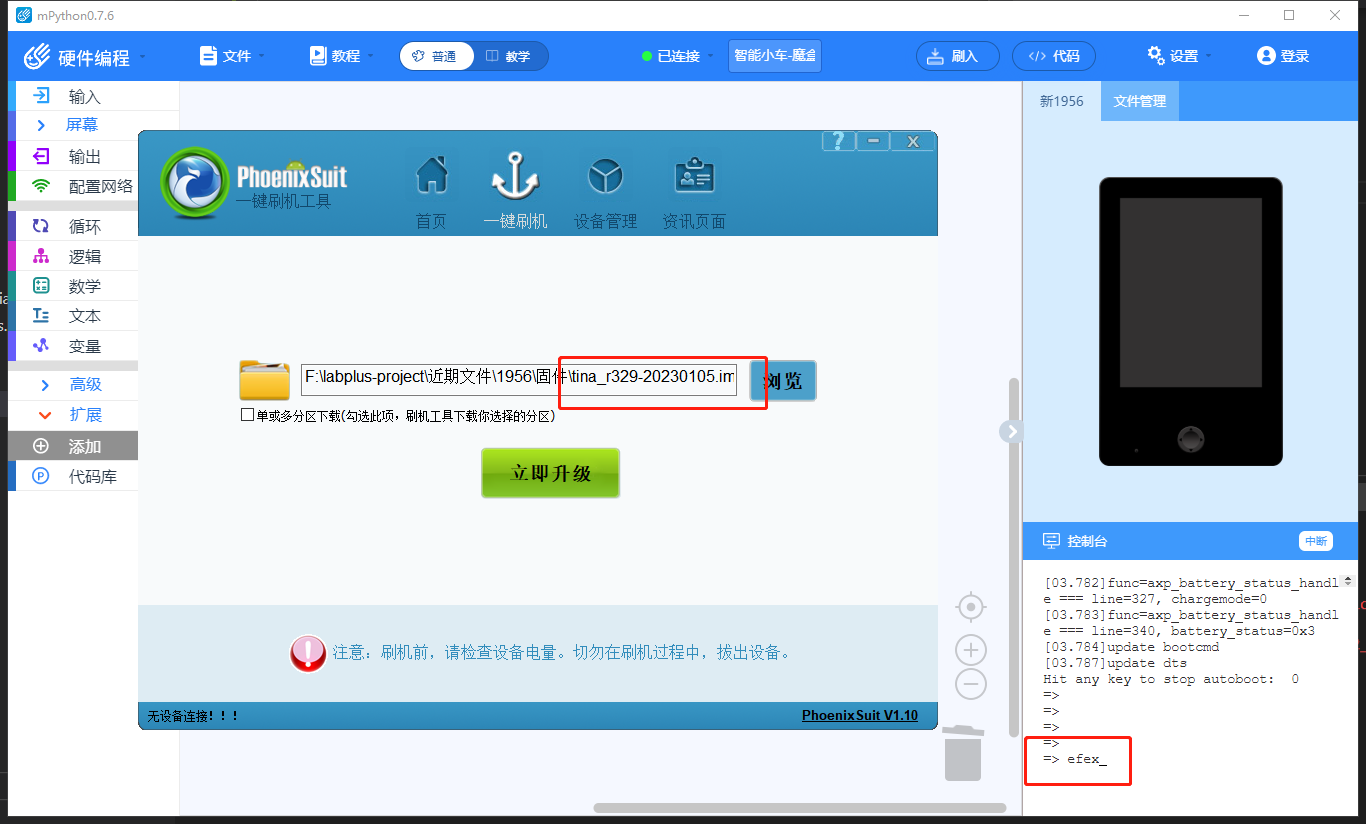 mPython0.7.6
硬件编程 文件 教程 普通 教学 已连接 智能小车-魔盒 刷入 代码 设置 登录
输入
屏幕
输出
配置网络
循环
逻辑
数学
文本
变量
高级
扩展
添加
代码库
PhoenixSuit
一键刷机工具
首页 一键刷机 设备管理 资讯页面
F:\labplus-project\近期文件\1956\固件\tina_r329-20230105.im
浏览
单或多分区下载(勾选此项，刷机工具下载你选择的分区)
立即升级
注意：刷机前，请检查设备电量。切勿在刷机过程中，拔出设备。
无设备连接！！！
PhoenixSuit V1.10
新1956 文件管理
控制台 中断
[03.782]func=axp_battery_status_handl
e === line=327, chargemode=0
[03.783]func=axp_battery_status_handl
e === line=340, battery_status=0x3
[03.784]update bootcmd
[03.787]update dts
Hit any key to stop autoboot:  0
=>
=>
=>
=>
=> efex_